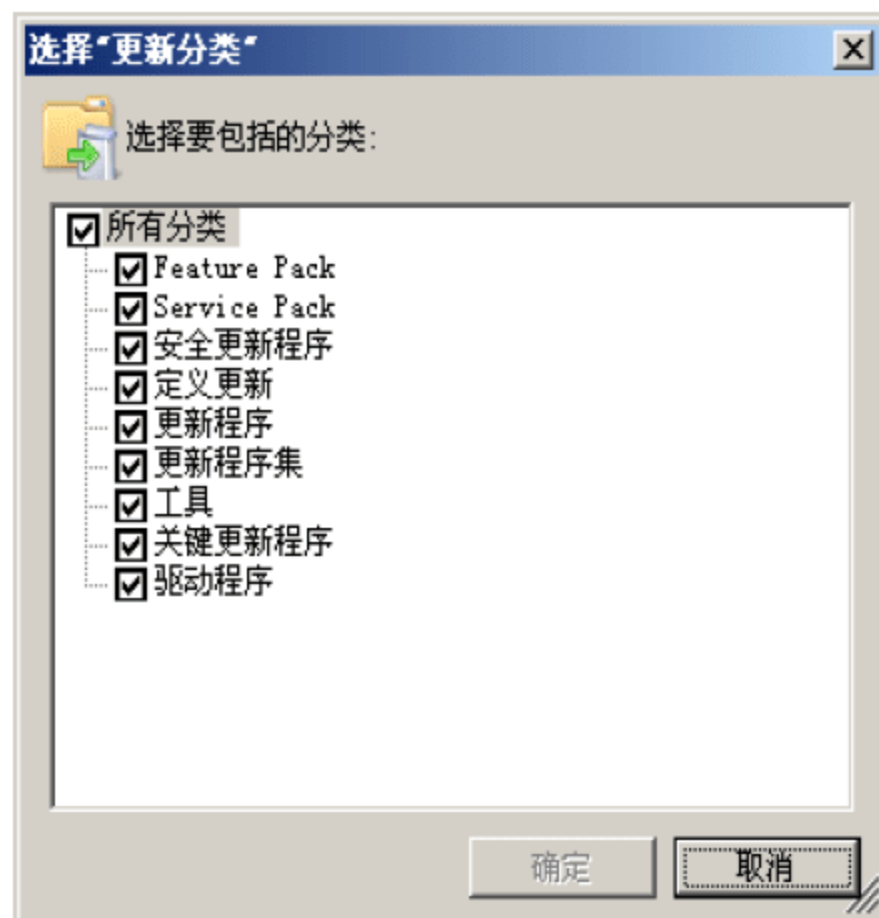 选择“更新分类”
选择要包括的分类:
所有分类
Feature Pack
Service Pack
安全更新程序
定义更新
更新程序
更新程序集
工具
关键更新程序
驱动程序
确定
取消